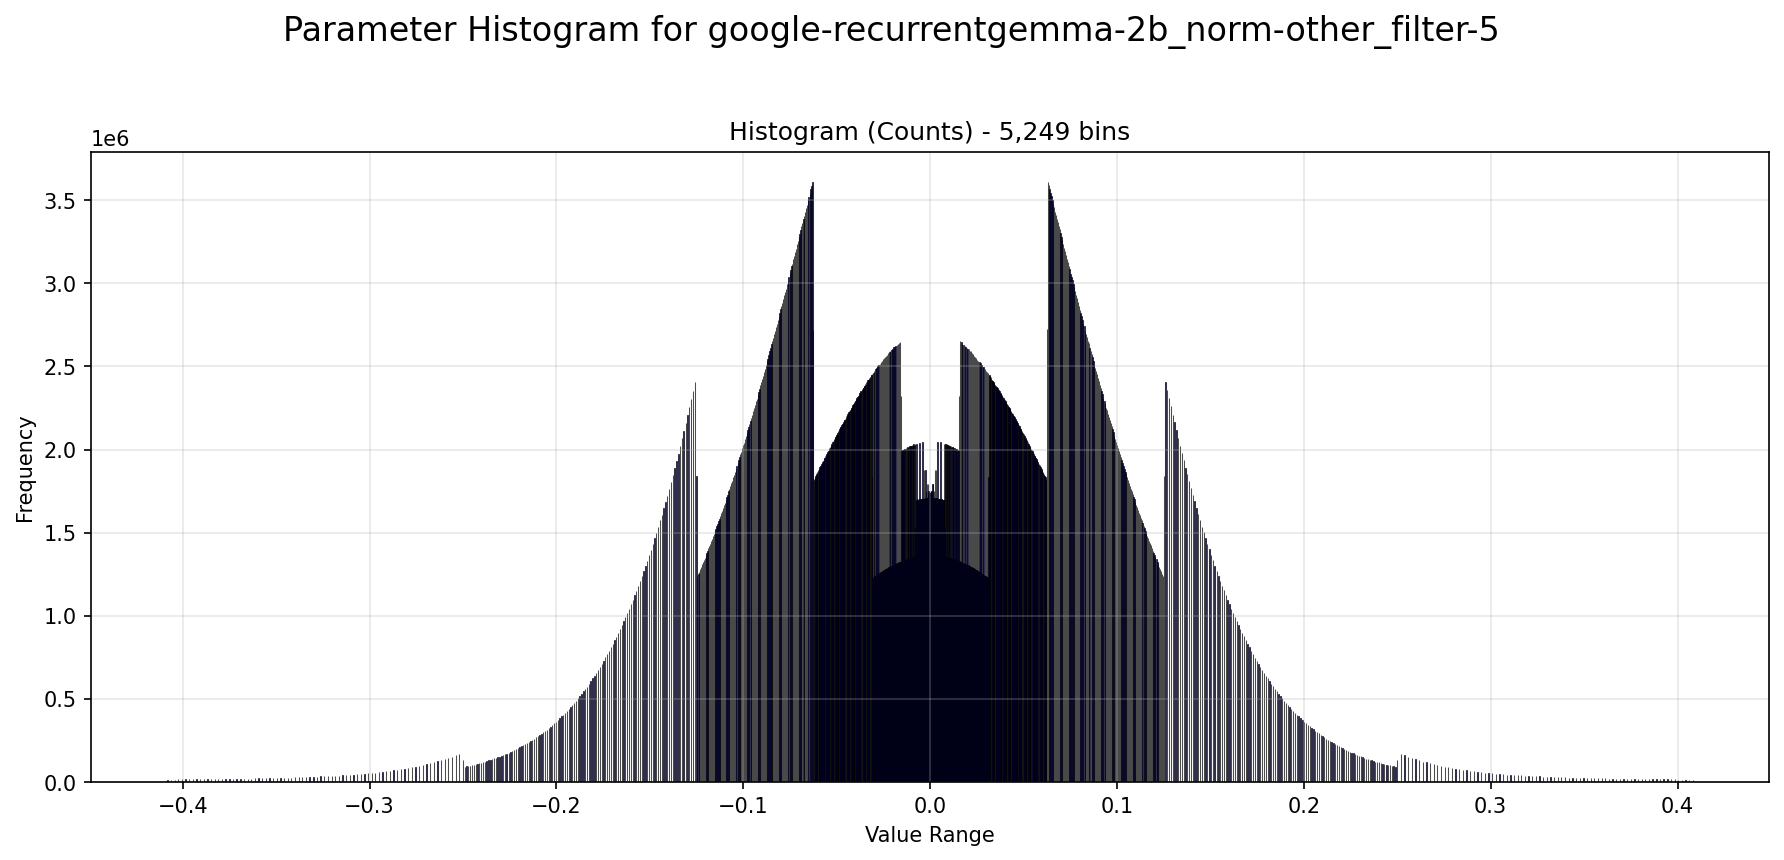 Parameter Histogram for google-recurrentgemma-2b_norm-other_filter-5
Histogram (Counts) - 5,249 bins
1e6
3.5
3.0
2.5
2.0
1.5
1.0
0.5
0.0
Frequency
−0.4 −0.3 −0.2 −0.1 0.0 0.1 0.2 0.3 0.4
Value Range